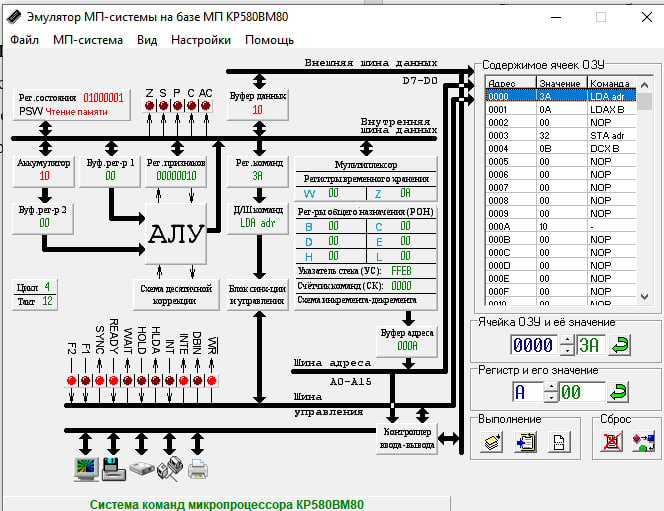 Эмулятор МП-системы на базе МП КР580ВМ80
Файл МП-система Вид Настройки Помощь
Внешняя шина данных
D7-D0
Рег.состояния 01000001
PSW Чтение памяти
Z S P C AC
Буфер данных
10
Внутренняя
шина данных
Аккумулятор
10
Буф.рег-р 1
00
Рег.признаков
00000010
Рег.команд
3A
Буф.рег-р 2
00
АЛУ
Д/Ш команд
LDA adr
Цикл 4
Такт 12
Схема десятичной
коррекции
Блок синх-ции
и управления
Мультиплексор
Регистры временного хранения
W 00 Z 0A
Рег-ры общего назначения (РОН)
B 00 C 00
D 00 E 00
H 00 L 00
Указатель стека (УС): FFEB
Счётчик команд (СК): 0000
Схема инкремента-декремента
Буфер адреса
000A
F2 F1 SYNC READY WAIT HOLD HLDA INT INTE DBIN WR
Шина адреса
A0-A15
Шина
управления
Контроллер
ввода-вывода
Содержимое ячеек ОЗУ
Адрес Значение Команда
0000 3A LDA adr
0001 0A LDAX B
0002 00 NOP
0003 32 STA adr
0004 0B DCX B
0005 00 NOP
0006 00 NOP
0007 00 NOP
0008 00 NOP
0009 00 NOP
000A 10 -
000B 00 NOP
000C 00 NOP
000D 00 NOP
000E 00 NOP
000F 00 NOP
0010 00 NOP
Ячейка ОЗУ и её значение
0000 3A
Регистр и его значение
A 00
Выполнение
Сброс
Система команд микропроцессора КР580ВМ80